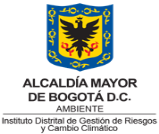 ALCALDÍA MAYOR
DE BOGOTÁ D.C.
AMBIENTE
Instituto Distrital de Gestión de Riesgos
y Cambio Climático